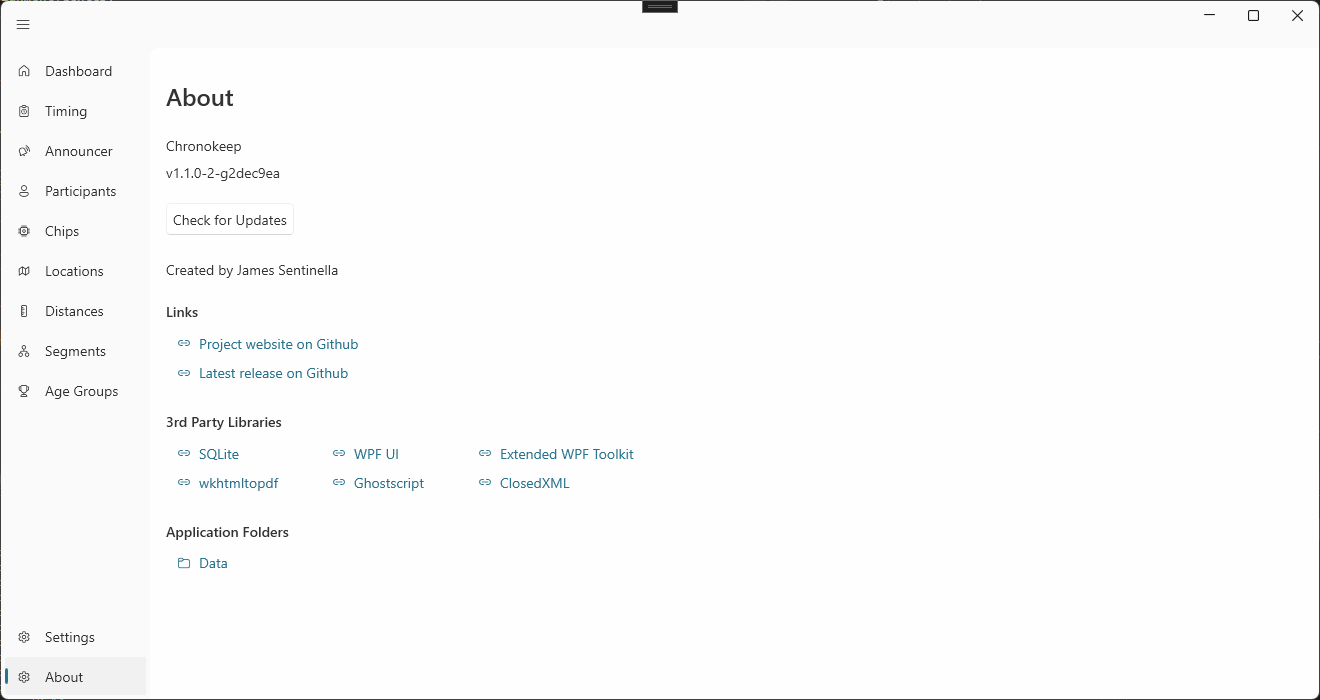 Dashboard
Timing
Announcer
Participants
Chips
Locations
Distances
Segments
Age Groups
Settings
About
About
Chronokeep
v1.1.0-2-g2dec9ea
Check for Updates
Created by James Sentinella
Links
Project website on Github
Latest release on Github
3rd Party Libraries
SQLite WPF UI Extended WPF Toolkit
wkhtmltopdf Ghostscript ClosedXML
Application Folders
Data